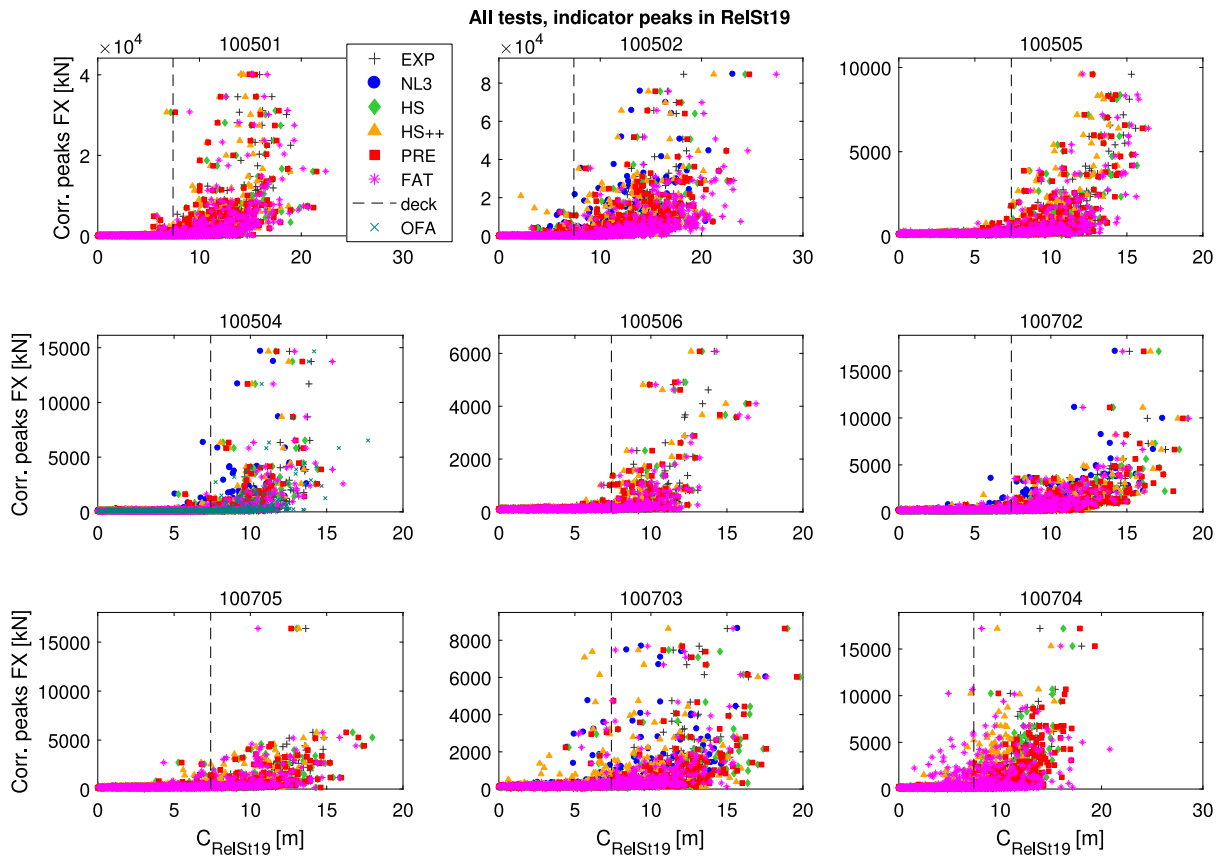 All tests, indicator peaks in RelSt19
×10⁴ 100501
Corr. peaks FX [kN]
4
2
0
0 10 20 30
EXP
NL3
HS
HS++
PRE
FAT
deck
OFA
×10⁴ 100502
8
6
4
2
0
0 10 20 30
100505
10000
5000
0
0 5 10 15 20
100504
Corr. peaks FX [kN]
15000
10000
5000
0
0 5 10 15 20
100506
6000
4000
2000
0
0 5 10 15 20
100702
15000
10000
5000
0
0 5 10 15 20
100705
Corr. peaks FX [kN]
15000
10000
5000
0
0 5 10 15 20
C_RelSt19 [m]
100703
8000
6000
4000
2000
0
0 5 10 15 20
C_RelSt19 [m]
100704
15000
10000
5000
0
0 10 20 30
C_RelSt19 [m]